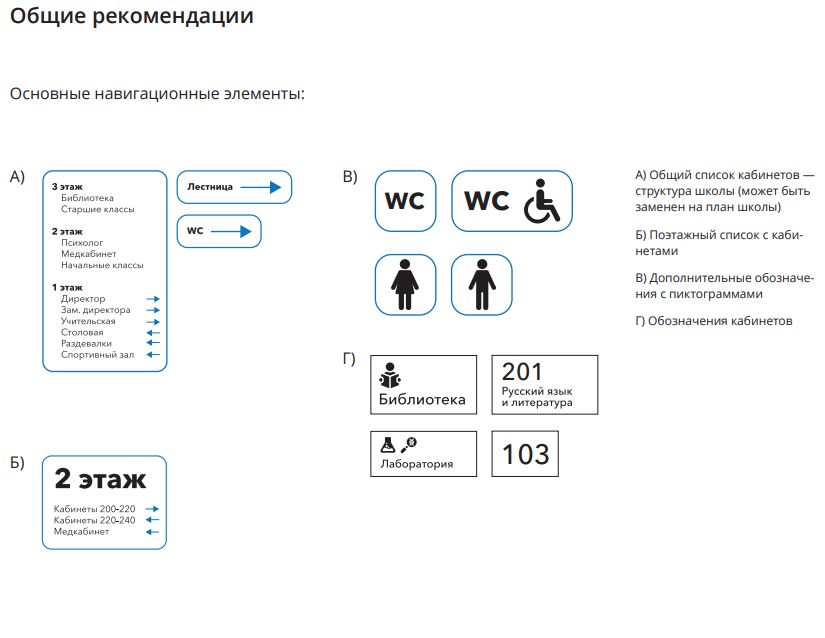 Общие рекомендации
Основные навигационные элементы:
А)
3 этаж
Библиотека
Старшие классы
2 этаж
Психолог
Медкабинет
Начальные классы
1 этаж
Директор
Зам. директора
Учительская
Столовая
Раздевалки
Спортивный зал
Лестница
WC
Б)
2 этаж
Кабинеты 200-220
Кабинеты 220-240
Медкабинет
В)
WC
WC
Г)
Библиотека
201
Русский язык
и литература
Лаборатория
103
А) Общий список кабинетов —
структура школы (может быть
заменен на план школы)
Б) Поэтажный список с каби-
нетами
В) Дополнительные обозначе-
ния с пиктограммами
Г) Обозначения кабинетов